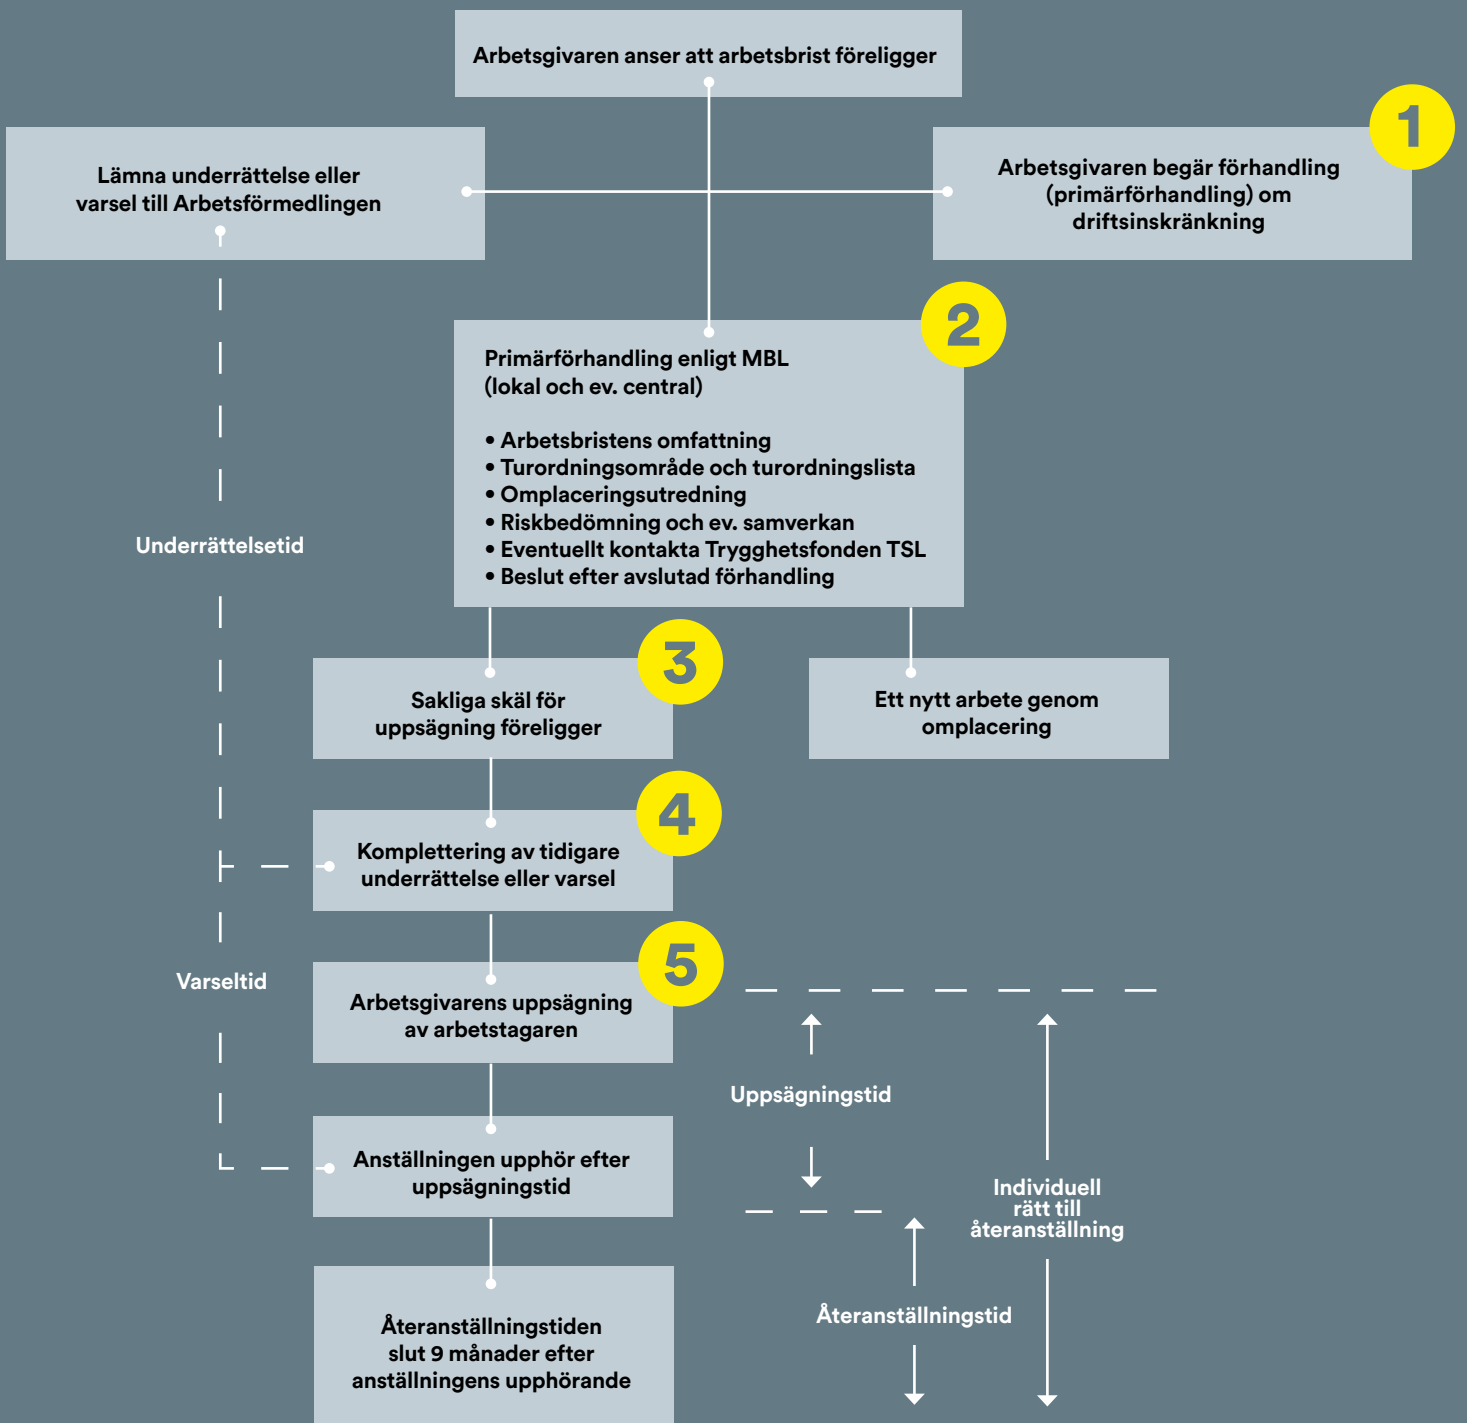 Arbetsgivaren anser att arbetsbrist föreligger
Lämna underrättelse eller
varsel till Arbetsförmedlingen
1
Arbetsgivaren begär förhandling
(primärförhandling) om
driftsinskränkning
2
Primärförhandling enligt MBL
(lokal och ev. central)
• Arbetsbristens omfattning
• Turordningsområde och turordningslista
• Omplaceringsutredning
• Riskbedömning och ev. samverkan
• Eventuellt kontakta Trygghetsfonden TSL
• Beslut efter avslutad förhandling
Underrättelsetid
3
Sakliga skäl för
uppsägning föreligger
Ett nytt arbete genom
omplacering
4
Komplettering av tidigare
underrättelse eller varsel
Varseltid
5
Arbetsgivarens uppsägning
av arbetstagaren
Uppsägningstid
Anställningen upphör efter
uppsägningstid
Individuell
rätt till
återanställning
Återanställningstid
Återanställningstiden
slut 9 månader efter
anställningens upphörande